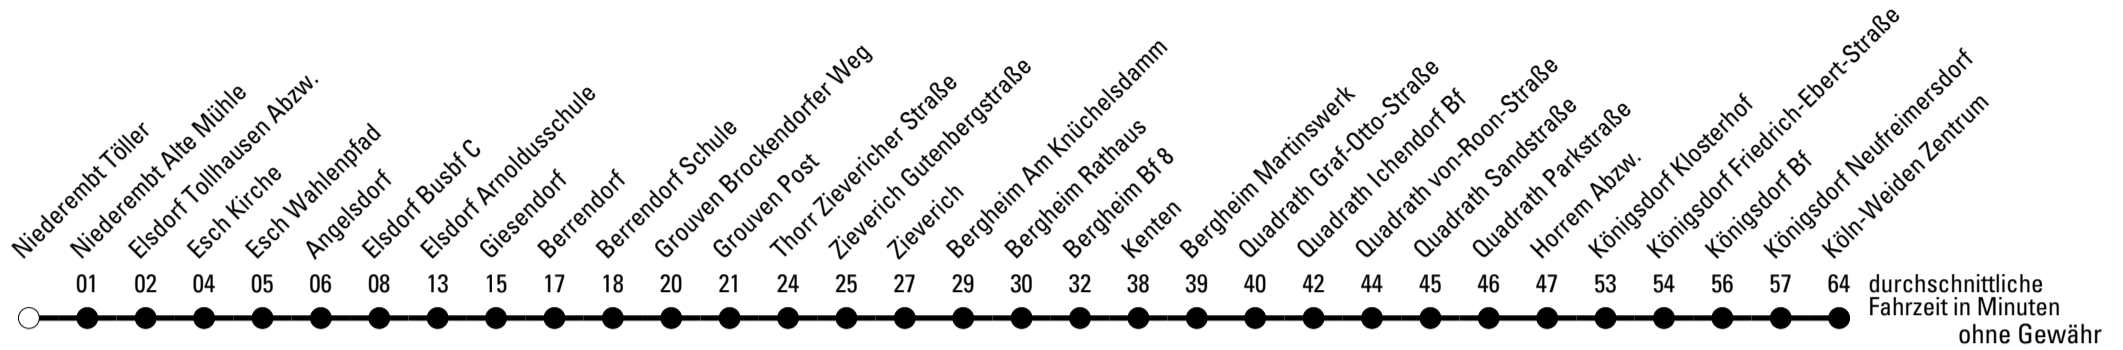 Niederembt Töller
Niederembt Alte Mühle
Elsdorf Tollhausen Abzw.
Esch Kirche
Esch Wahlenpfad
Angelsdorf
Elsdorf Busbf C
Elsdorf Arnoldusschule
Giesendorf
Berrendorf
Berrendorf Schule
Grouven Brockendorfer Weg
Grouven Post
Thorr Zievericher Straße
Zieverich Gutenbergstraße
Zieverich
Bergheim Am Knüchelsdamm
Bergheim Rathaus
Bergheim Bf 8
Kenten
Bergheim Martinswerk
Quadrath Graf-Otto-Straße
Quadrath Ichendorf Bf
Quadrath von-Roon-Straße
Quadrath Sandstraße
Quadrath Parkstraße
Horrem Abzw.
Königsdorf Klosterhof
Königsdorf Friedrich-Ebert-Straße
Königsdorf Bf
Königsdorf Neufreimersdorf
Köln-Weiden Zentrum
01 02 04 05 06 08 13 15 17 18 20 21 24 25 27 29 30 32 38 39 40 42 44 45 46 47 53 54 56 57 64 durchschnittliche
Fahrzeit in Minuten
ohne Gewähr